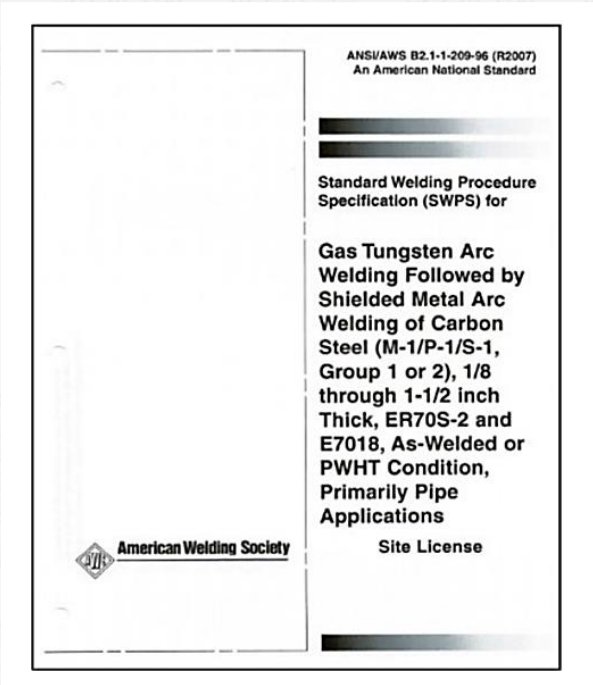 ANSI/AWS B2.1-1-209-96 (R2007)
An American National Standard
Standard Welding Procedure
Specification (SWPS) for
Gas Tungsten Arc
Welding Followed by
Shielded Metal Arc
Welding of Carbon
Steel (M-1/P-1/S-1,
Group 1 or 2), 1/8
through 1-1/2 inch
Thick, ER70S-2 and
E7018, As-Welded or
PWHT Condition,
Primarily Pipe
Applications
American Welding Society
Site License